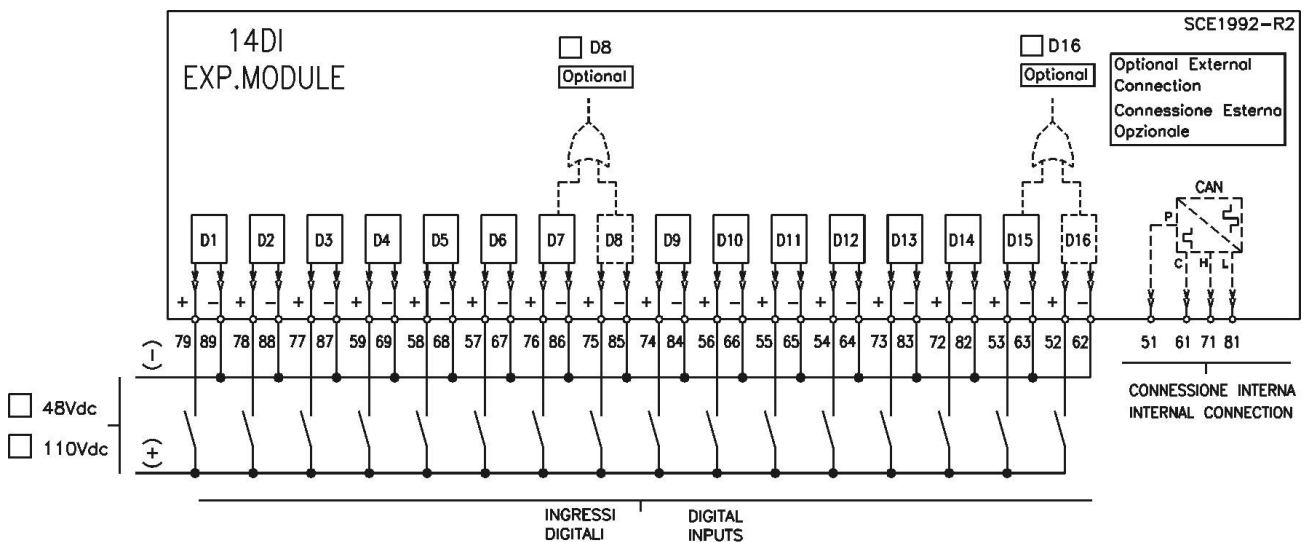 SCE1992-R2
14DI
EXP.MODULE
D8
Optional
D16
Optional
Optional External
Connection
Connessione Esterna
Opzionale
CAN
P
C H L
D1 D2 D3 D4 D5 D6 D7 D8 D9 D10 D11 D12 D13 D14 D15 D16
+ − + − + − + − + − + − + − + − + − + − + − + − + − + − + − + −
79 89 78 88 77 87 59 69 58 68 57 67 76 86 75 85 74 84 56 66 55 65 54 64 73 83 72 82 53 63 52 62 51 61 71 81
(−)
CONNESSIONE INTERNA
INTERNAL CONNECTION
48Vdc
110Vdc
(+)
INGRESSI
DIGITALI
DIGITAL
INPUTS